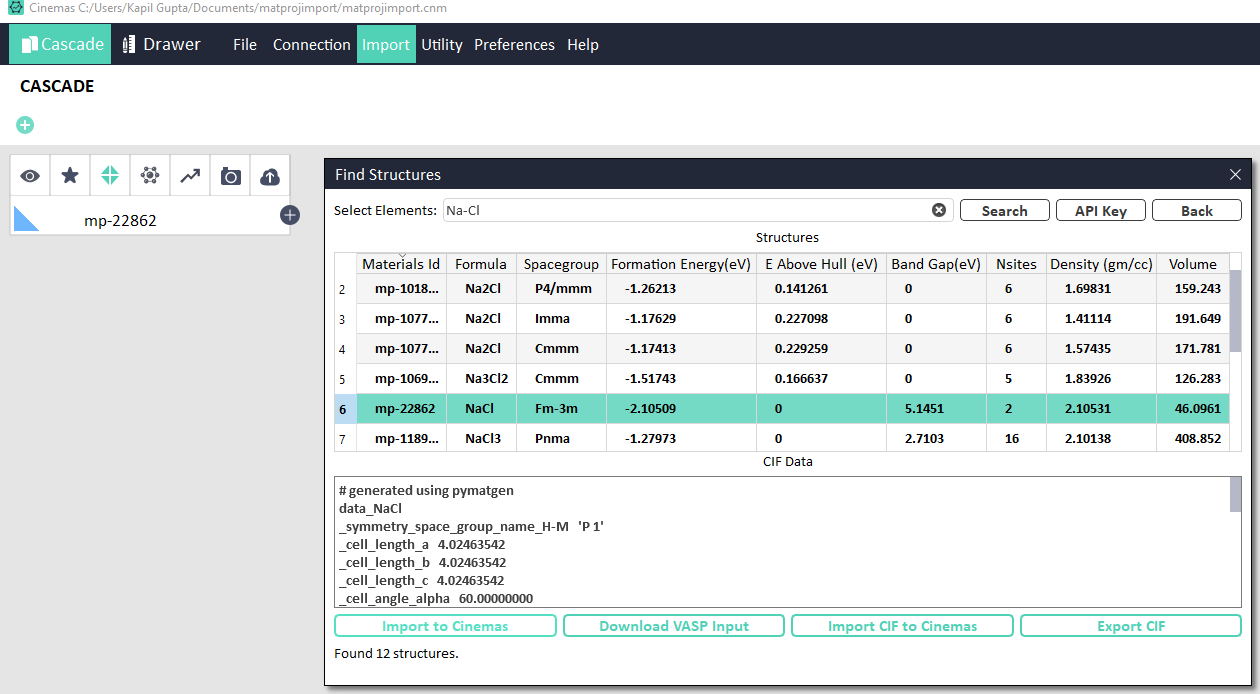 Cinemas C:/Users/Kapil Gupta/Documents/matprojimport/matprojimport.cnm
Cascade Drawer File Connection Import Utility Preferences Help
CASCADE
mp-22862
Find Structures
Select Elements: Na-Cl Search API Key Back
Structures
Materials Id Formula Spacegroup Formation Energy(eV) E Above Hull (eV) Band Gap(eV) Nsites Density (gm/cc) Volume
2 mp-1018... Na2Cl P4/mmm -1.26213 0.141261 0 6 1.69831 159.243
3 mp-1077... Na2Cl Imma -1.17629 0.227098 0 6 1.41114 191.649
4 mp-1077... Na2Cl Cmmm -1.17413 0.229259 0 6 1.57435 171.781
5 mp-1069... Na3Cl2 Cmmm -1.51743 0.166637 0 5 1.83926 126.283
6 mp-22862 NaCl Fm-3m -2.10509 0 5.1451 2 2.10531 46.0961
7 mp-1189... NaCl3 Pnma -1.27973 0 2.7103 16 2.10138 408.852
CIF Data
# generated using pymatgen
data_NaCl
_symmetry_space_group_name_H-M 'P 1'
_cell_length_a 4.02463542
_cell_length_b 4.02463542
_cell_length_c 4.02463542
_cell_angle_alpha 60.00000000
Import to Cinemas Download VASP Input Import CIF to Cinemas Export CIF
Found 12 structures.